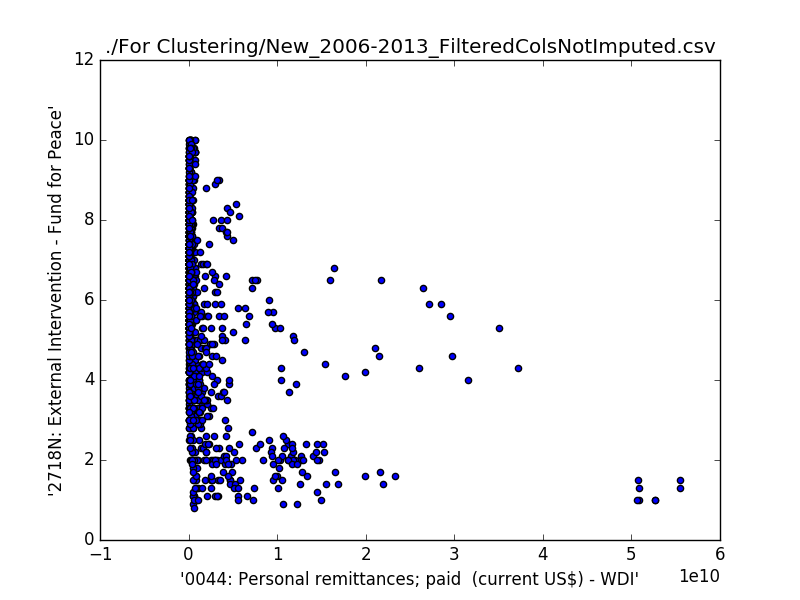 ./For Clustering/New_2006-2013_FilteredColsNotImputed.csv
12
10
8
6
4
2
0
'2718N: External Intervention - Fund for Peace'
−1 0 1 2 3 4 5 6
1e10
'0044: Personal remittances; paid  (current US$) - WDI'